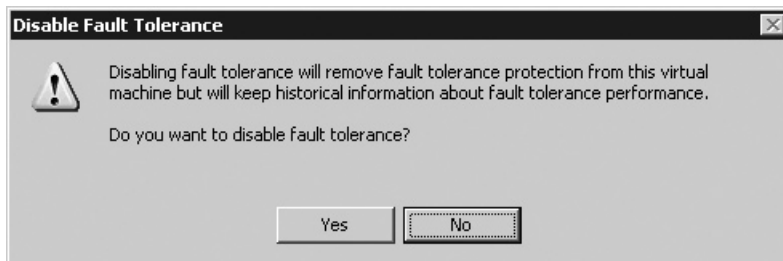 Disable Fault Tolerance
Disabling fault tolerance will remove fault tolerance protection from this virtual
machine but will keep historical information about fault tolerance performance.
Do you want to disable fault tolerance?
Yes No